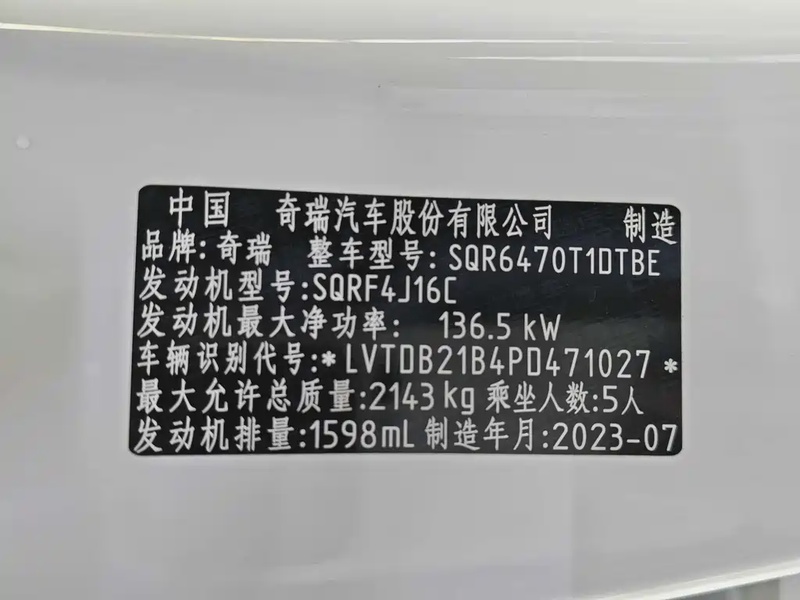 中国 奇瑞汽车股份有限公司 制造
品牌:奇瑞 整车型号:SQR6470T1DTBE
发动机型号:SQRF4J16C
发动机最大净功率: 136.5 kW
车辆识别代号:*LVTDB21B4PD471027*
最大允许总质量:2143 kg 乘坐人数:5人
发动机排量:1598mL 制造年月:2023-07